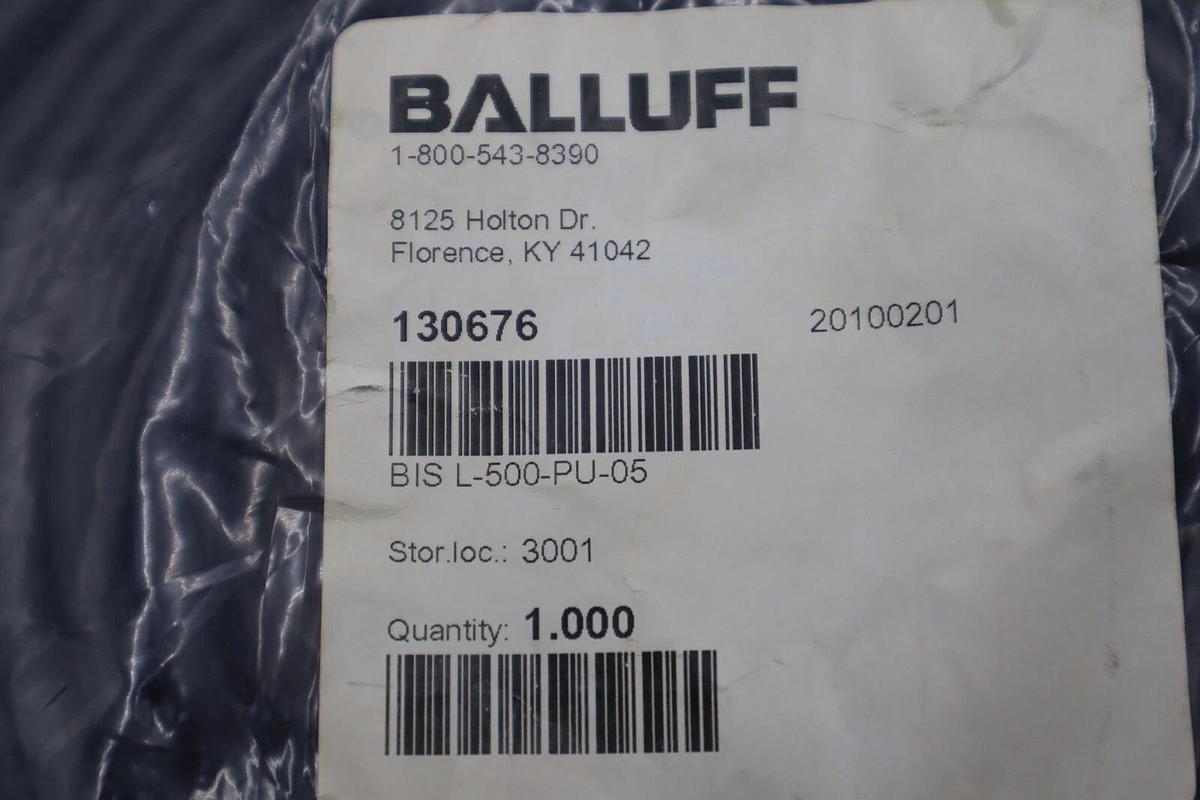 BALLUFF
1-800-543-8390
8125 Holton Dr.
Florence, KY 41042
130676 20100201
BIS L-500-PU-05
Stor.loc.: 3001
Quantity: 1.000